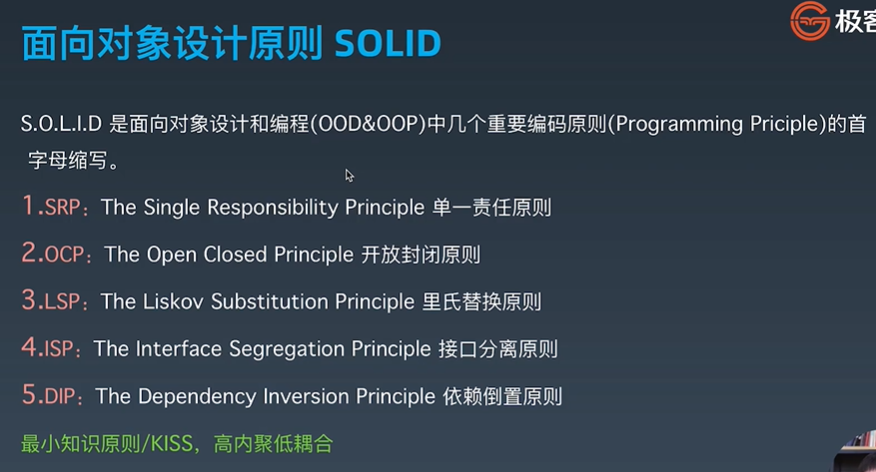 面向对象设计原则 SOLID
极客
S.O.L.I.D 是面向对象设计和编程(OOD&OOP)中几个重要编码原则(Programming Priciple)的首
字母缩写。
1.SRP：The Single Responsibility Principle 单一责任原则
2.OCP：The Open Closed Principle 开放封闭原则
3.LSP：The Liskov Substitution Principle 里氏替换原则
4.ISP：The Interface Segregation Principle 接口分离原则
5.DIP：The Dependency Inversion Principle 依赖倒置原则
最小知识原则/KISS，高内聚低耦合